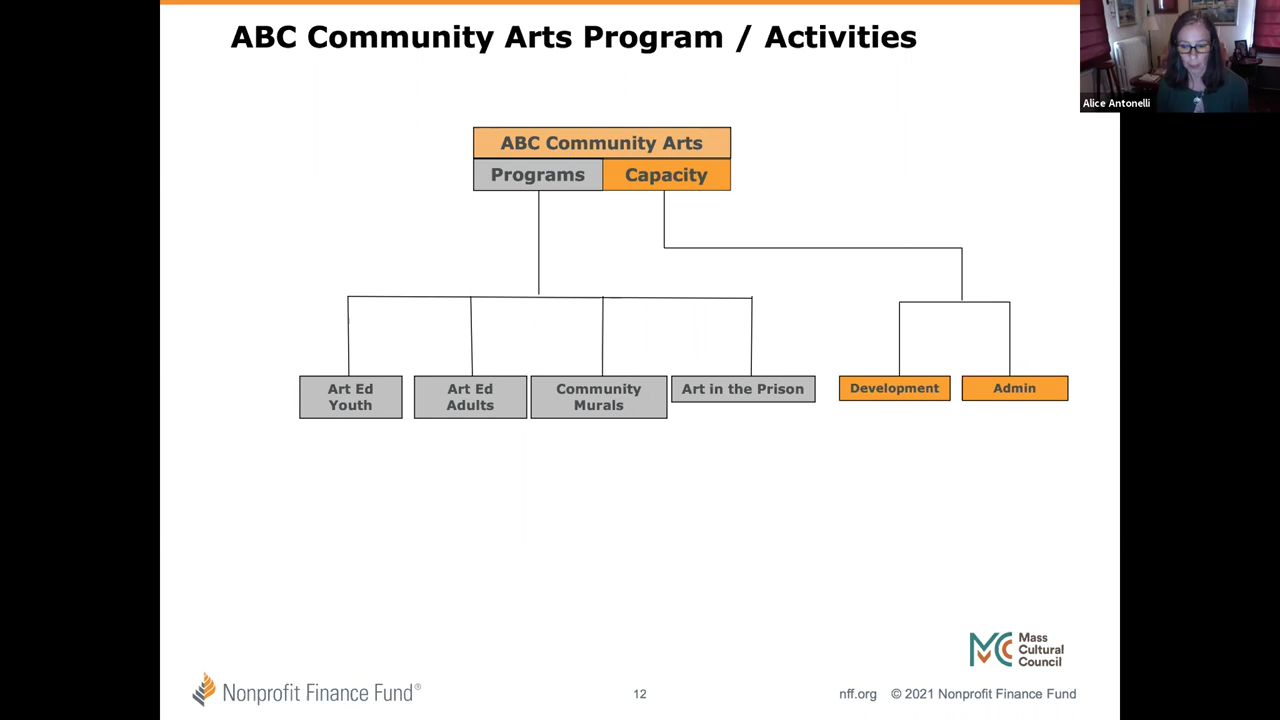 ABC Community Arts Program / Activities
Alice Antonelli
ABC Community Arts
Programs Capacity
Art Ed
Youth
Art Ed
Adults
Community
Murals
Art in the Prison
Development
Admin
Mass
Cultural
Council
Nonprofit Finance Fund®
12
nff.org © 2021 Nonprofit Finance Fund